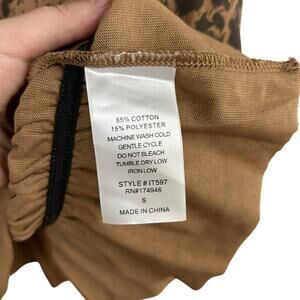 85% COTTON
15% POLYESTER
MACHINE WASH COLD
GENTLE CYCLE
DO NOT BLEACH
TUMBLE DRY LOW
IRON LOW
STYLE # IT597
RN#174946
S
MADE IN CHINA